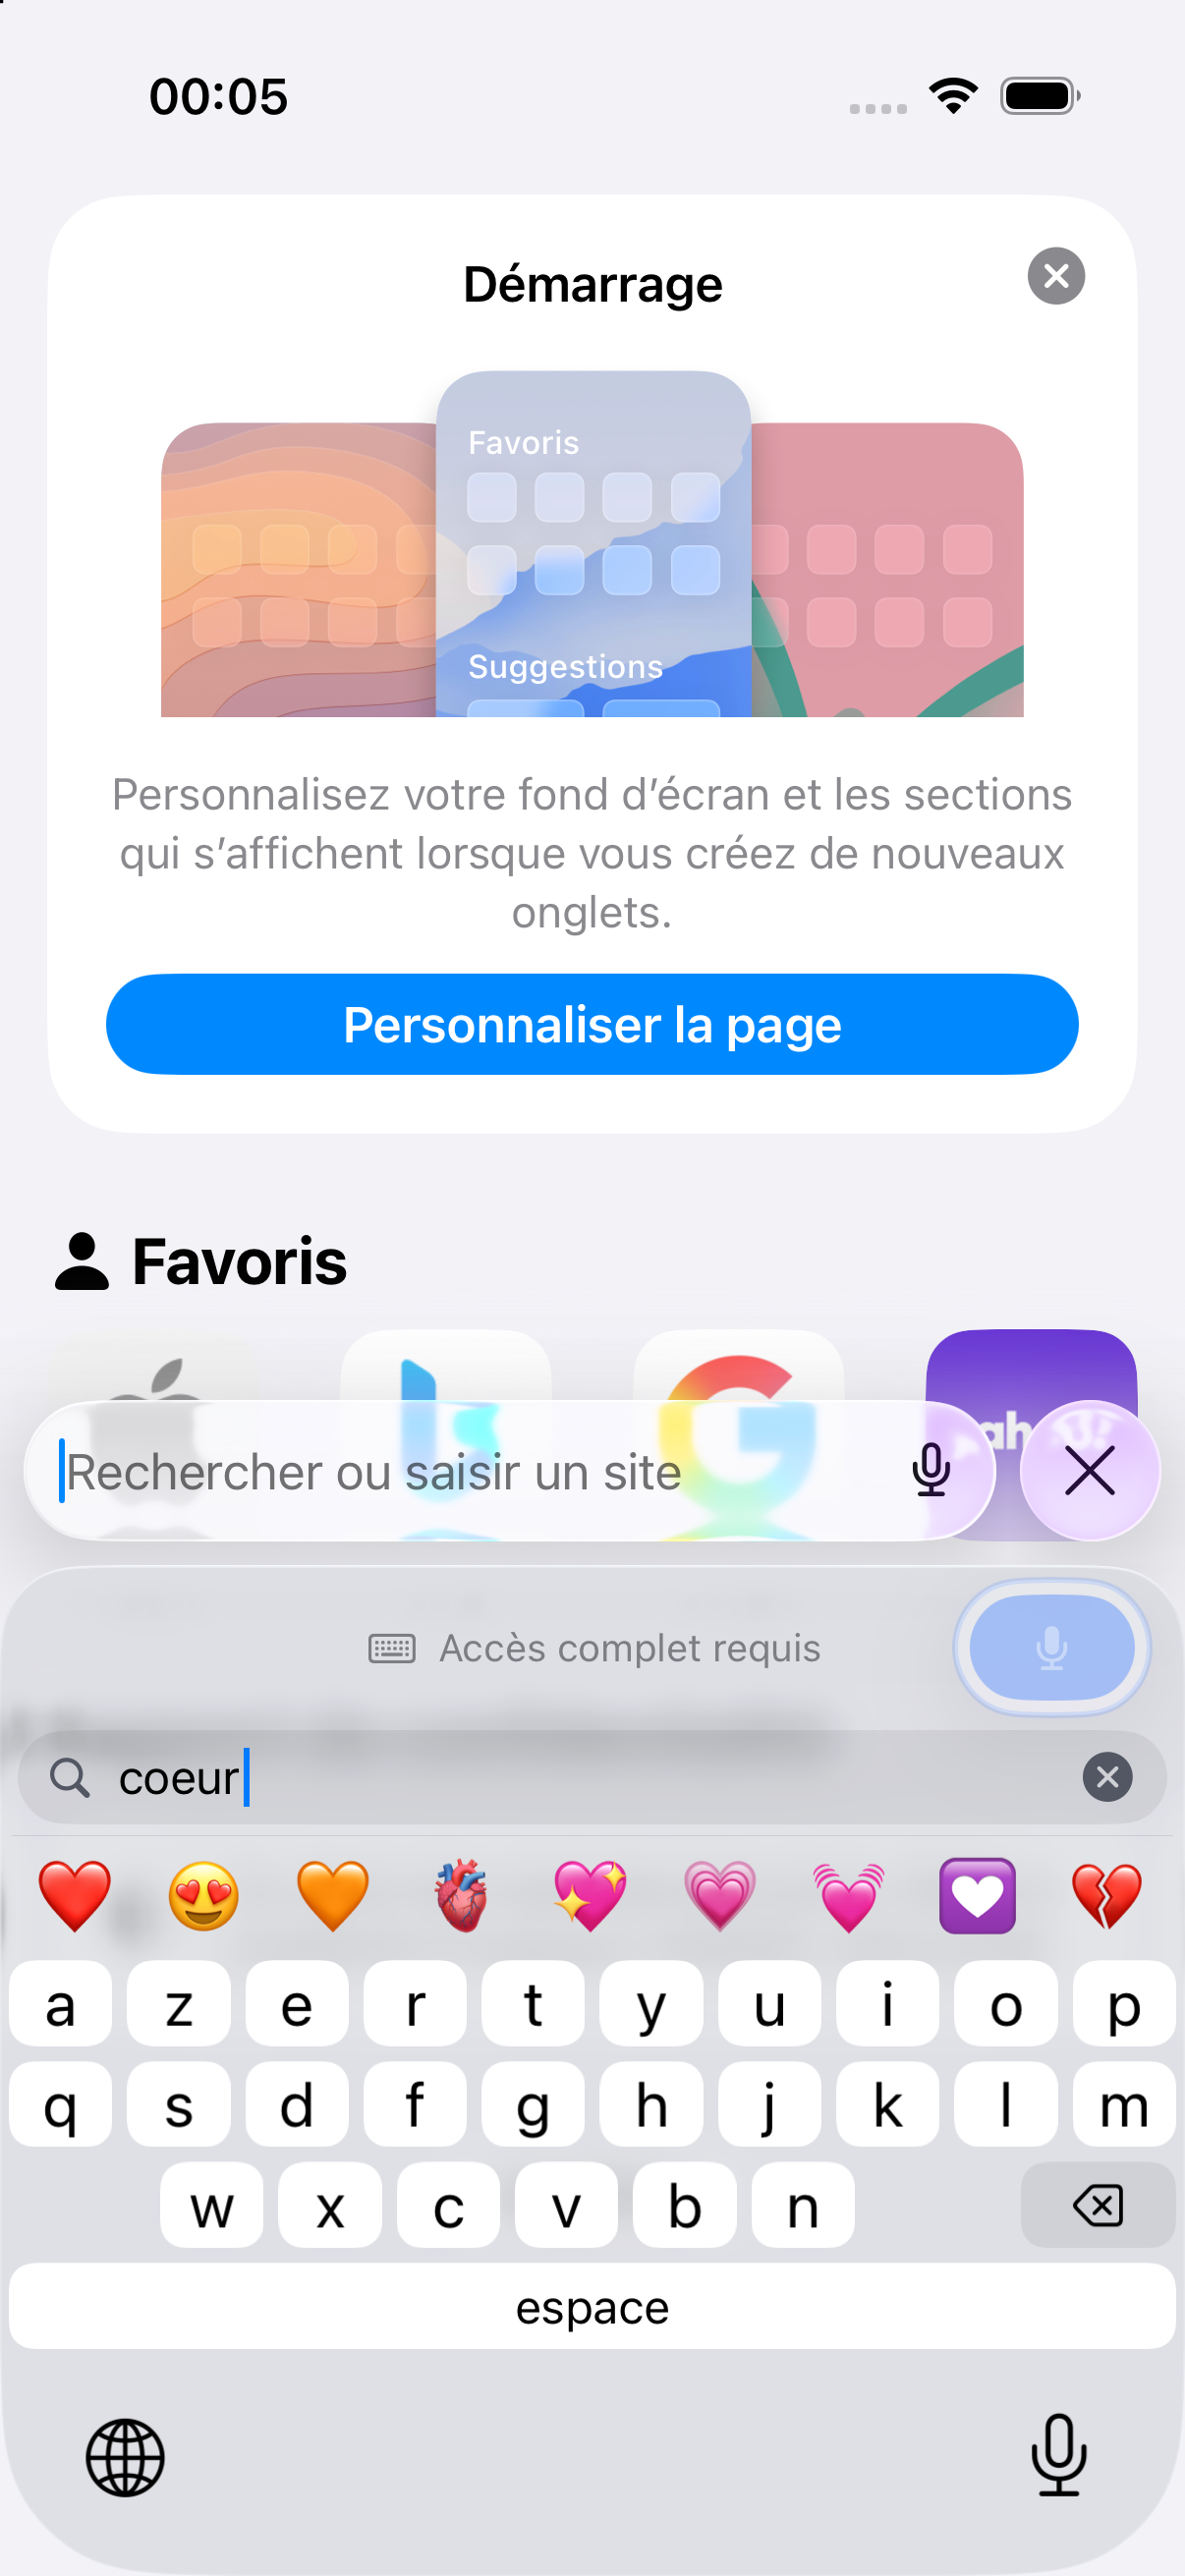 00:05
Démarrage
Favoris
Suggestions
Personnalisez votre fond d’écran et les sections
qui s’affichent lorsque vous créez de nouveaux
onglets.
Personnaliser la page
Favoris
Rechercher ou saisir un site
Accès complet requis
coeur
a z e r t y u i o p
q s d f g h j k l m
w x c v b n
espace